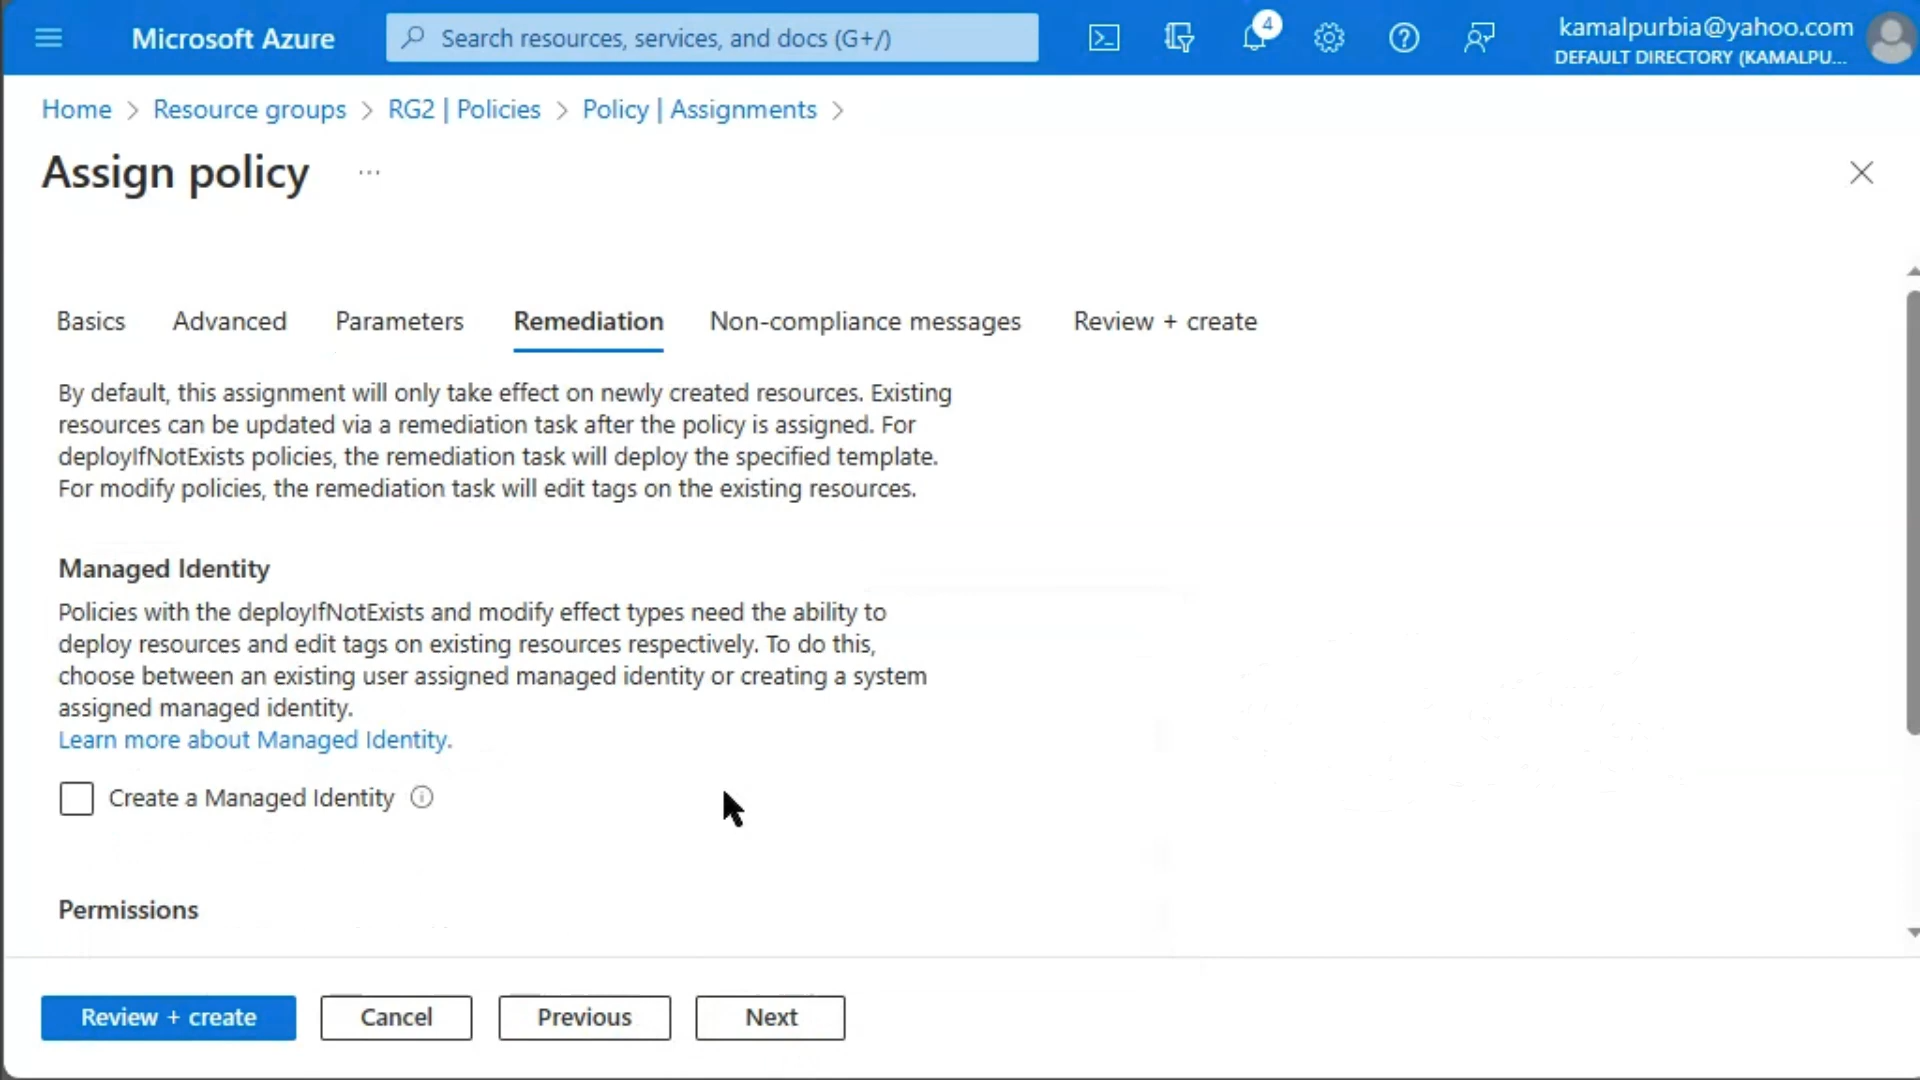 Microsoft Azure
Search resources, services, and docs (G+/)
4
kamalpurbia@yahoo.com
DEFAULT DIRECTORY (KAMALPU...
Home > Resource groups > RG2 | Policies > Policy | Assignments >
Assign policy ...
Basics Advanced Parameters Remediation Non-compliance messages Review + create
By default, this assignment will only take effect on newly created resources. Existing
resources can be updated via a remediation task after the policy is assigned. For
deployIfNotExists policies, the remediation task will deploy the specified template.
For modify policies, the remediation task will edit tags on the existing resources.
Managed Identity
Policies with the deployIfNotExists and modify effect types need the ability to
deploy resources and edit tags on existing resources respectively. To do this,
choose between an existing user assigned managed identity or creating a system
assigned managed identity.
Learn more about Managed Identity.
Create a Managed Identity
Permissions
Review + create Cancel Previous Next